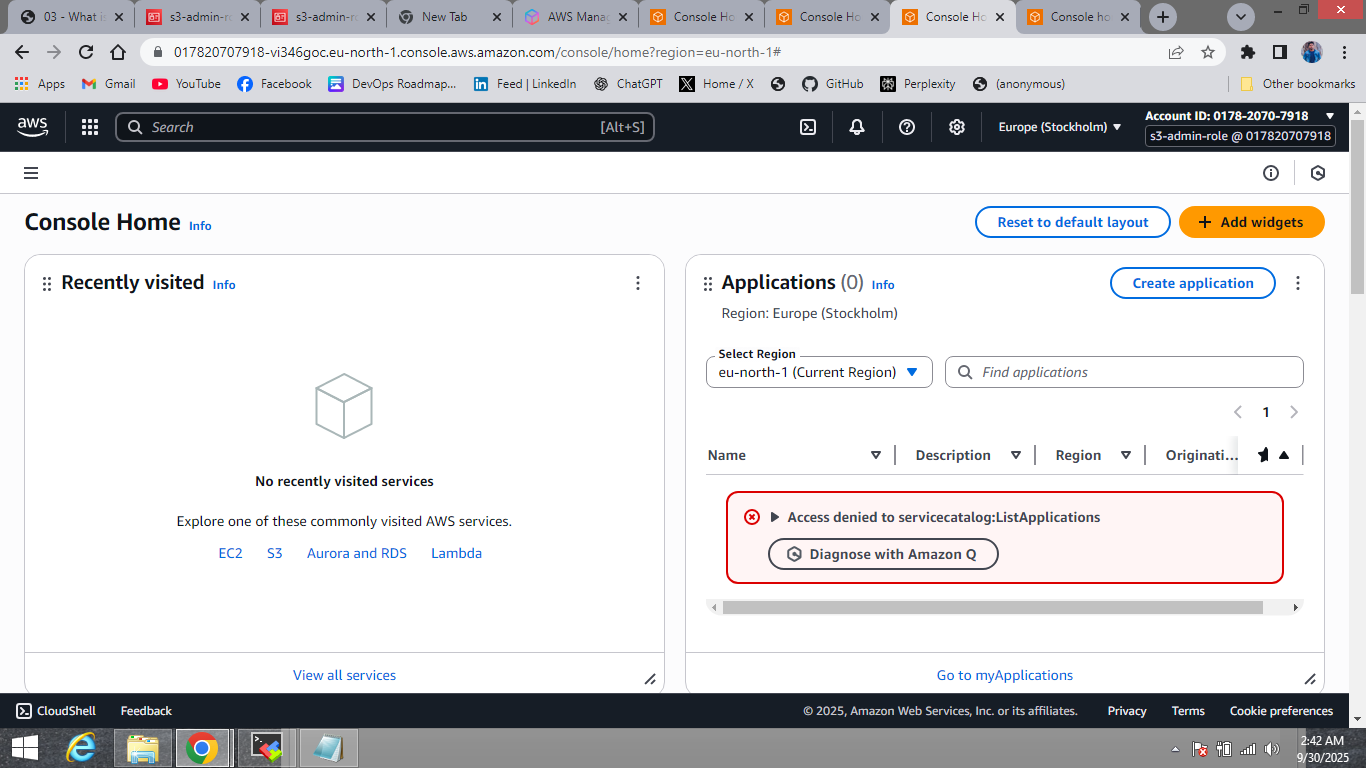 03 - What is
s3-admin-ro
s3-admin-ro
New Tab
AWS Manag
Console Ho
Console Ho
Console Ho
Console ho
017820707918-vi346goc.eu-north-1.console.aws.amazon.com/console/home?region=eu-north-1#
Apps
Gmail
YouTube
Facebook
DevOps Roadmap...
Feed | LinkedIn
ChatGPT
Home / X
GitHub
Perplexity
(anonymous)
Other bookmarks
aws
Search
[Alt+S]
Europe (Stockholm)
Account ID: 0178-2070-7918
s3-admin-role @ 017820707918
Console Home Info
Reset to default layout
Add widgets
Recently visited Info
No recently visited services
Explore one of these commonly visited AWS services.
EC2 S3 Aurora and RDS Lambda
View all services
Applications (0) Info
Create application
Region: Europe (Stockholm)
Select Region
eu-north-1 (Current Region)
Find applications
1
Name Description Region Originati...
Access denied to servicecatalog:ListApplications
Diagnose with Amazon Q
Go to myApplications
CloudShell Feedback
© 2025, Amazon Web Services, Inc. or its affiliates.
Privacy Terms Cookie preferences
2:42 AM
9/30/2025